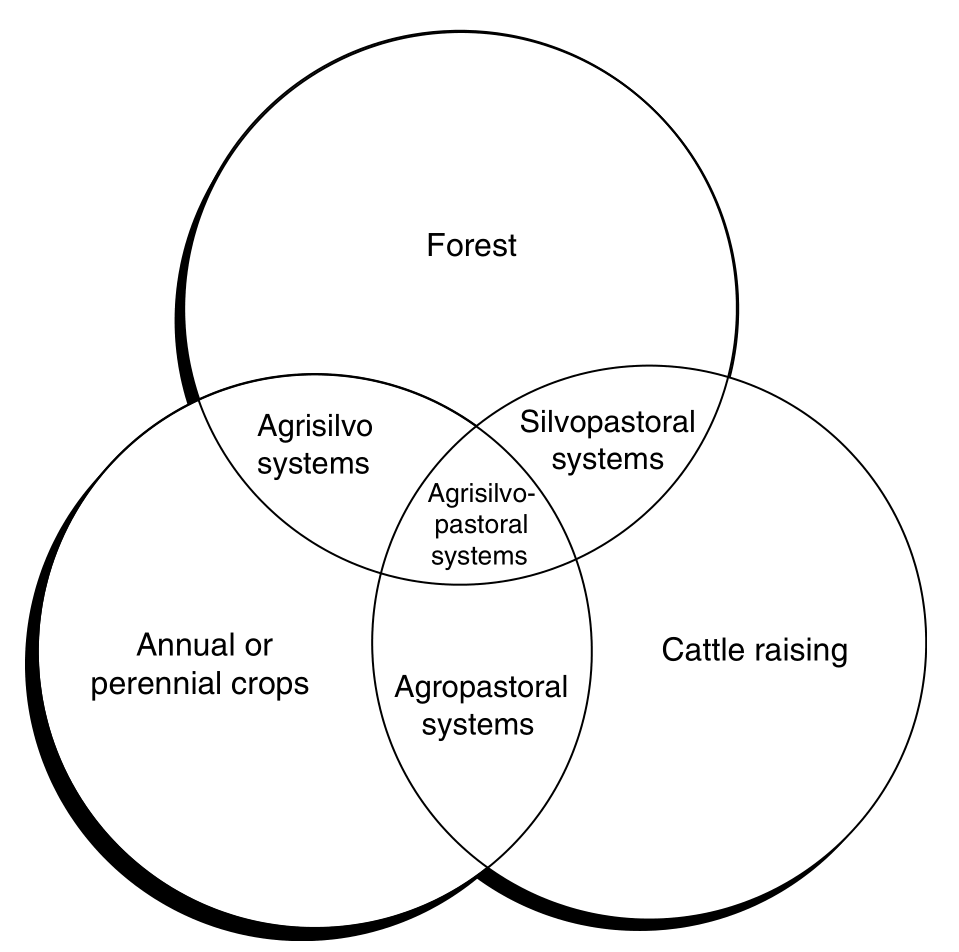 Forest
Agrisilvo
systems
Silvopastoral
systems
Agrisilvo-
pastoral
systems
Annual or
perennial crops
Cattle raising
Agropastoral
systems